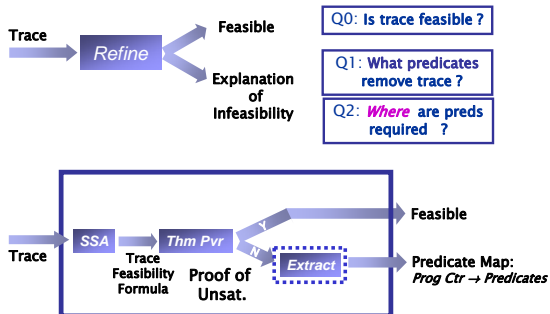 Trace
Refine
Feasible
Explanation
of
Infeasibility
Q0: Is trace feasible ?
Q1: What predicates
remove trace ?
Q2: Where are preds
required ?
Trace
SSA
Trace
Feasibility
Formula
Thm Pvr
Y
N
Proof of
Unsat.
Extract
Feasible
Predicate Map:
Prog Ctr → Predicates